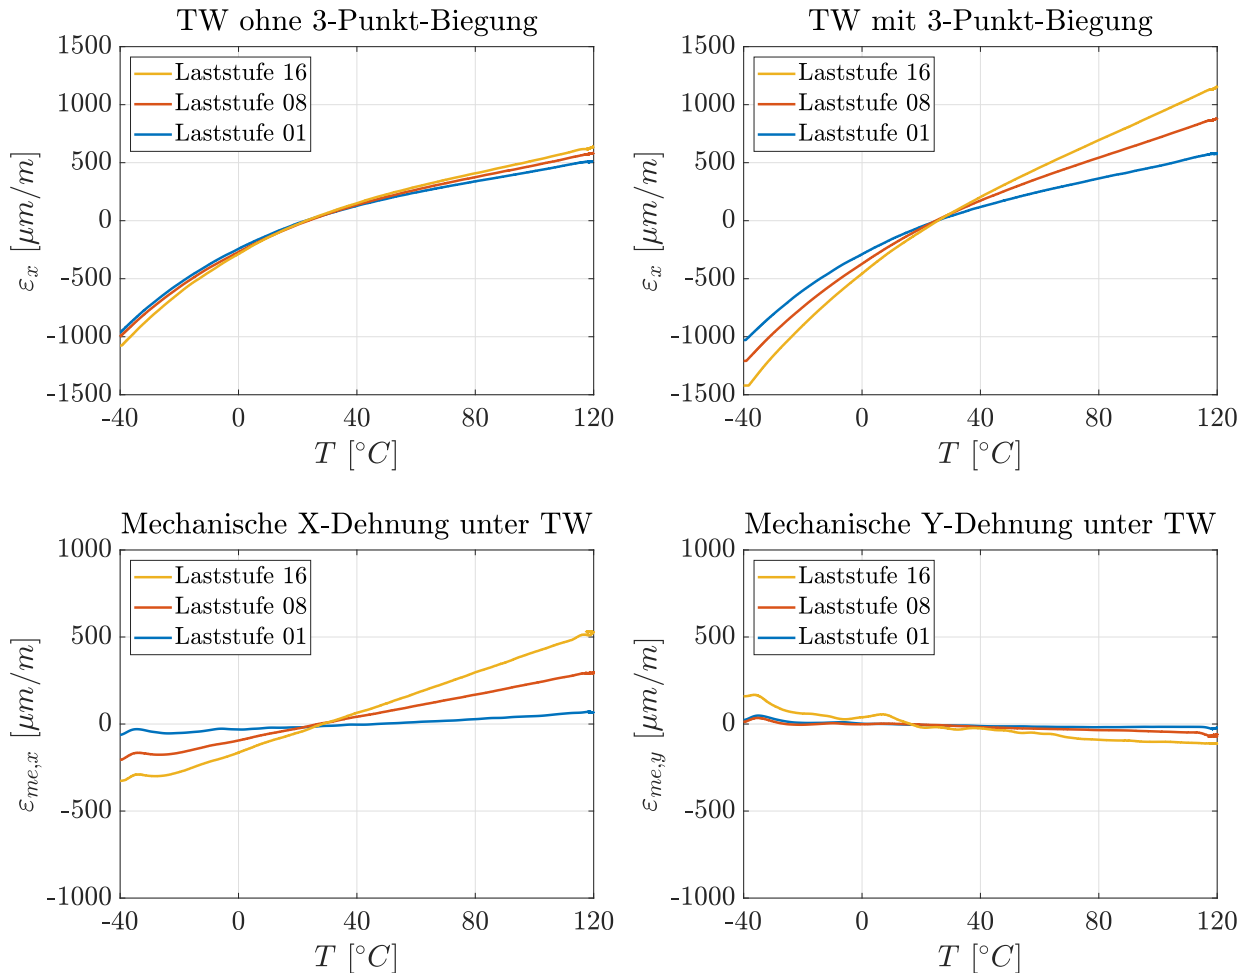 TW ohne 3-Punkt-Biegung
1500
1000
500
0
-500
-1000
-1500
εx [μm/m]
Laststufe 16
Laststufe 08
Laststufe 01
-40 0 40 80 120
T [°C]
TW mit 3-Punkt-Biegung
1500
1000
500
0
-500
-1000
-1500
εx [μm/m]
Laststufe 16
Laststufe 08
Laststufe 01
-40 0 40 80 120
T [°C]
Mechanische X-Dehnung unter TW
1000
500
0
-500
-1000
εme,x [μm/m]
Laststufe 16
Laststufe 08
Laststufe 01
-40 0 40 80 120
T [°C]
Mechanische Y-Dehnung unter TW
1000
500
0
-500
-1000
εme,y [μm/m]
Laststufe 16
Laststufe 08
Laststufe 01
-40 0 40 80 120
T [°C]